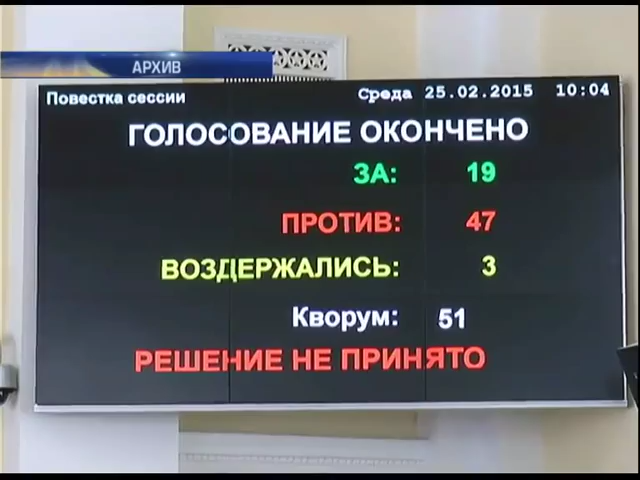 АРХИВ
Повестка сессии Среда 25.02.2015 10:04
ГОЛОСОВАНИЕ ОКОНЧЕНО
ЗА: 19
ПРОТИВ: 47
ВОЗДЕРЖАЛИСЬ: 3
Кворум: 51
РЕШЕНИЕ НЕ ПРИНЯТО